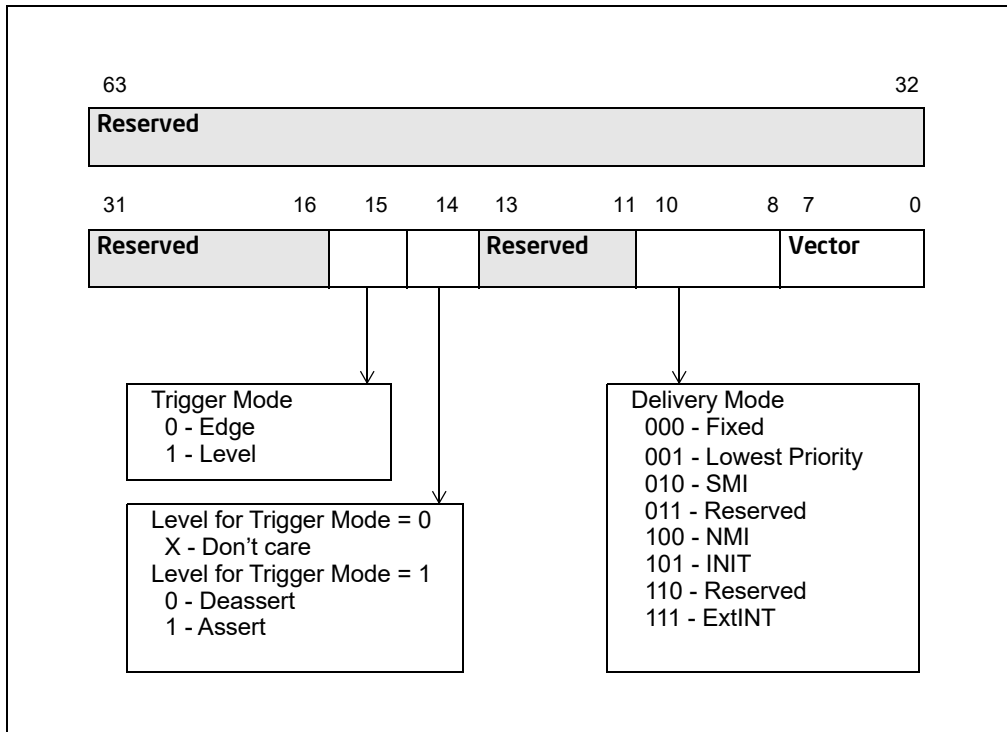 63 32
Reserved
31 16 15 14 13 11 10 8 7 0
Reserved Reserved Vector
Trigger Mode
0 - Edge
1 - Level
Level for Trigger Mode = 0
X - Don’t care
Level for Trigger Mode = 1
0 - Deassert
1 - Assert
Delivery Mode
000 - Fixed
001 - Lowest Priority
010 - SMI
011 - Reserved
100 - NMI
101 - INIT
110 - Reserved
111 - ExtINT